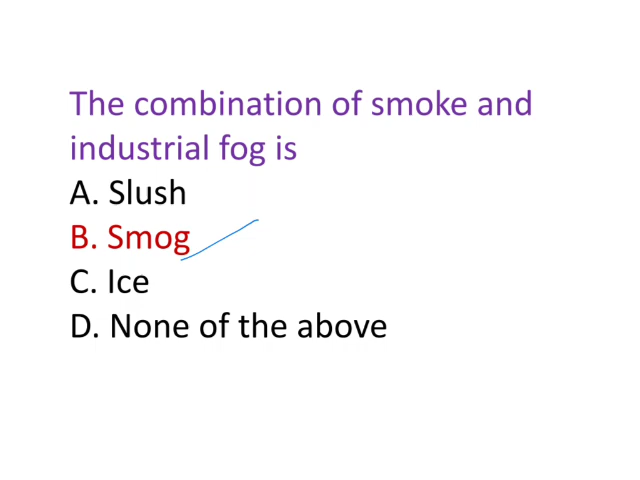 The combination of smoke and
industrial fog is
A. Slush
B. Smog
C. Ice
D. None of the above